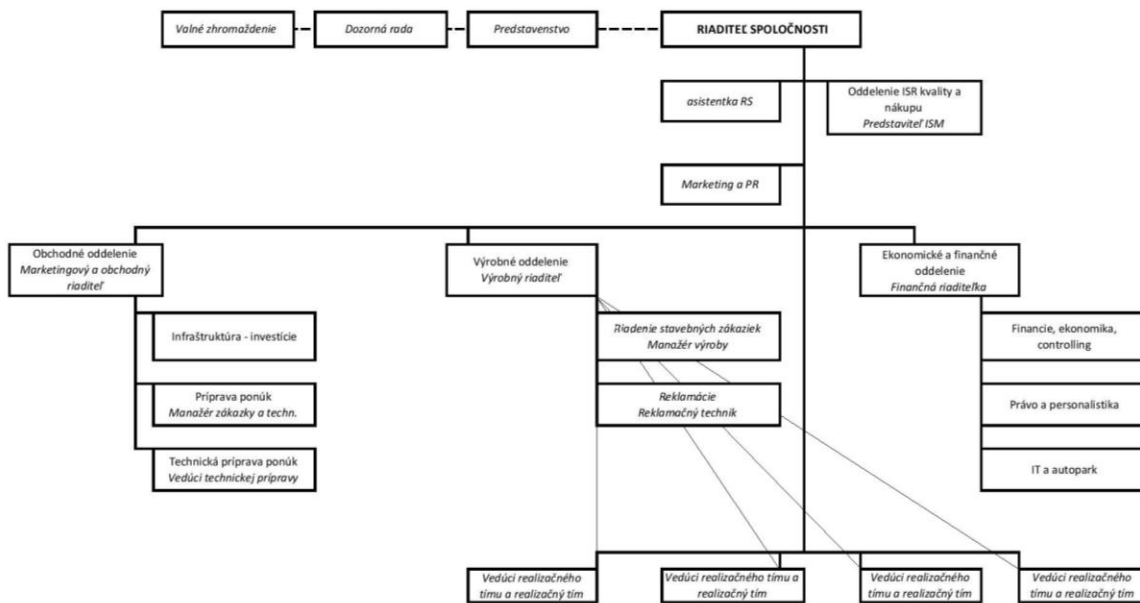 Valné zhromaždenie
Dozorná rada
Predstavenstvo
RIADITEĽ SPOLOČNOSTI
asistentka RS
Oddelenie ISR kvality a
nákupu
Predstaviteľ ISM
Marketing a PR
Obchodné oddelenie
Marketingový a obchodný
riaditeľ
Výrobné oddelenie
Výrobný riaditeľ
Ekonomické a finančné
oddelenie
Finančná riaditeľka
Infraštruktúra - investície
Riadenie stavebných zákaziek
Manažér výroby
Financie, ekonomika,
controlling
Príprava ponúk
Manažér zákazky a techn.
Reklamácie
Reklamačný technik
Právo a personalistika
Technická príprava ponúk
Vedúci technickej prípravy
IT a autopark
Vedúci realizačného
tímu a realizačný tím
Vedúci realizačného tímu a
realizačný tím
Vedúci realizačného
tímu a realizačný tím
Vedúci realizačného
tímu a realizačný tím